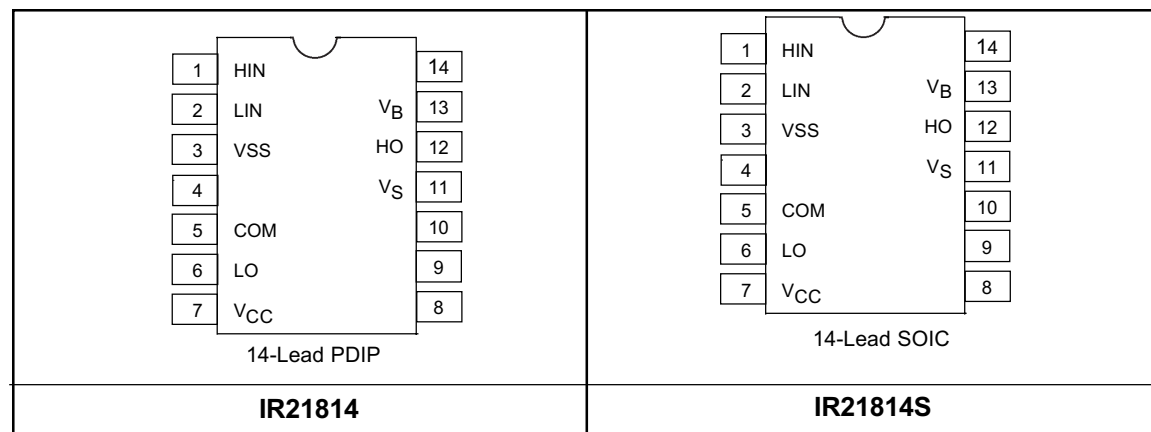 1 HIN 14
2 LIN VB 13
3 VSS HO 12
4 VS 11
5 COM 10
6 LO 9
7 VCC 8
14-Lead PDIP
IR21814
1 HIN 14
2 LIN VB 13
3 VSS HO 12
4 VS 11
5 COM 10
6 LO 9
7 VCC 8
14-Lead SOIC
IR21814S